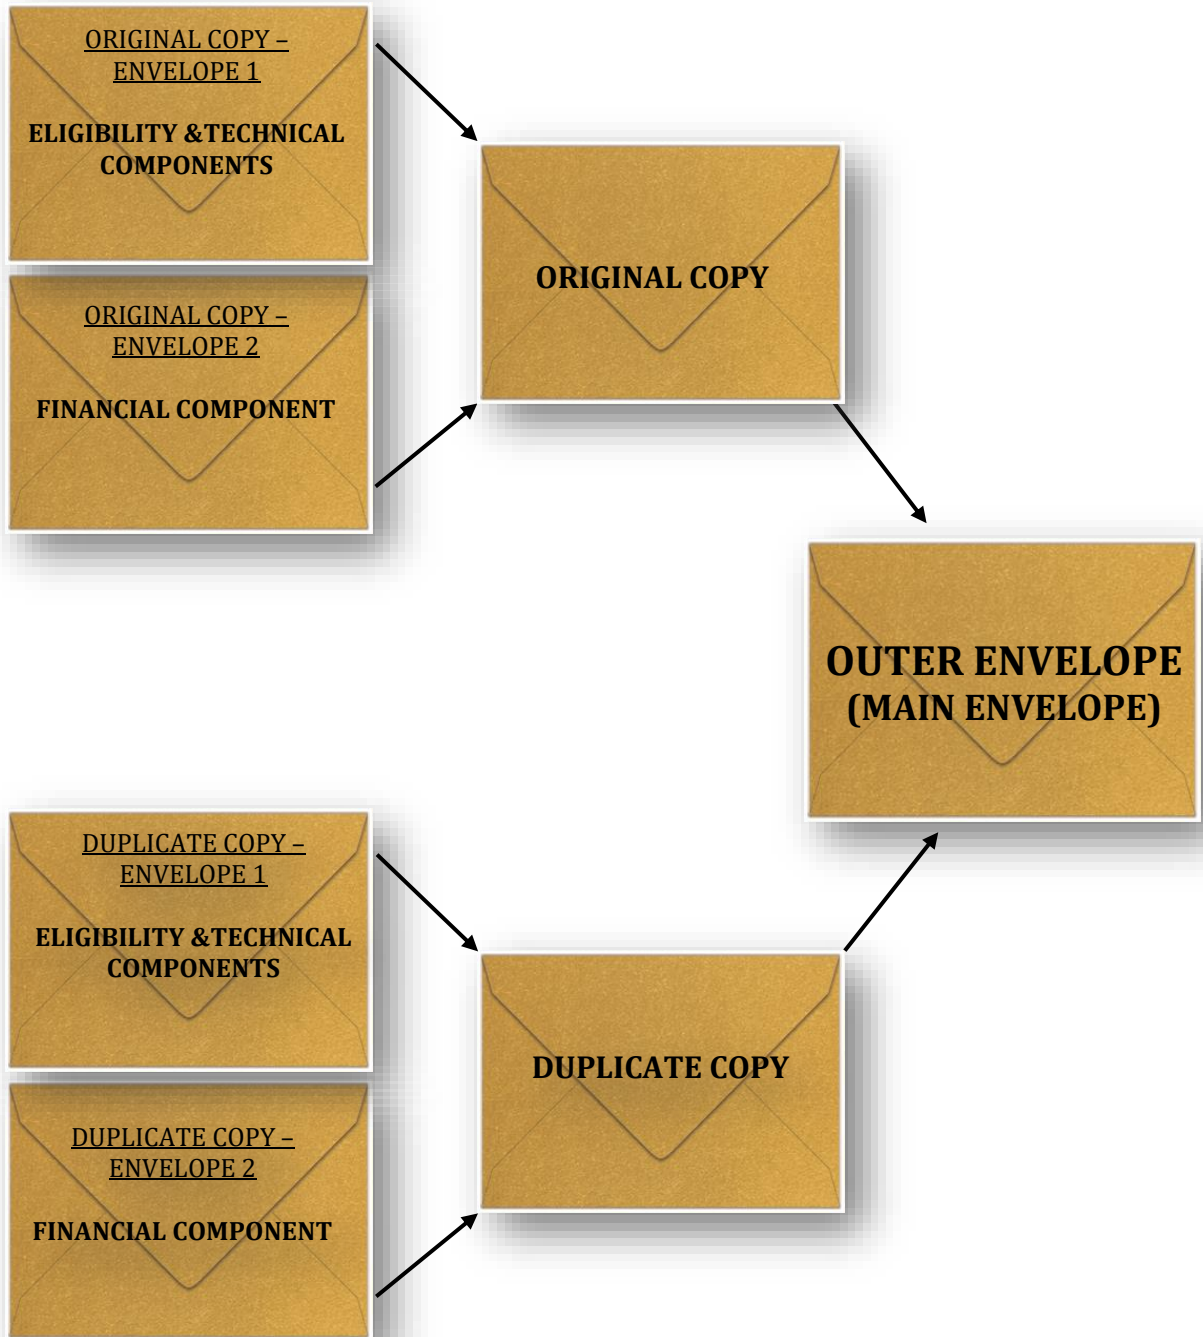 ORIGINAL COPY –
ENVELOPE 1
ELIGIBILITY &TECHNICAL
COMPONENTS
ORIGINAL COPY –
ENVELOPE 2
FINANCIAL COMPONENT
ORIGINAL COPY
OUTER ENVELOPE
(MAIN ENVELOPE)
DUPLICATE COPY –
ENVELOPE 1
ELIGIBILITY &TECHNICAL
COMPONENTS
DUPLICATE COPY –
ENVELOPE 2
FINANCIAL COMPONENT
DUPLICATE COPY